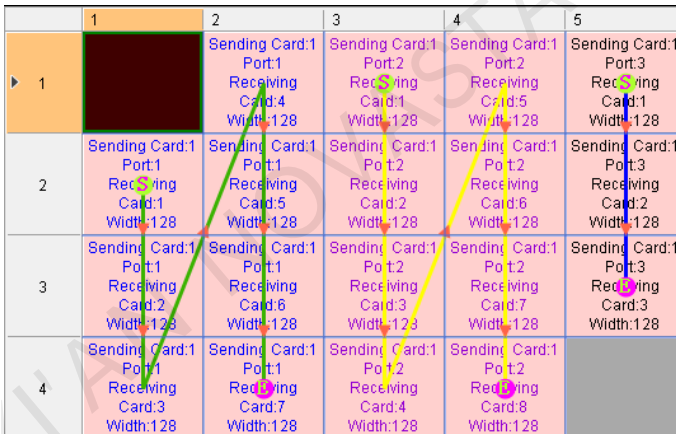 1
2
3
4
5
1
Sending Card:1
Port:1
Receiving
Card:4
Width:128
Sending Card:1
Port:2
Receiving
S
Card:1
Width:128
Sending Card:1
Port:2
Receiving
Card:5
Width:128
Sending Card:1
Port:3
Receiving
S
Card:1
Width:128
2
Sending Card:1
Port:1
Receiving
S
Card:1
Width:128
Sending Card:1
Port:1
Receiving
Card:5
Width:128
Sending Card:1
Port:2
Receiving
Card:2
Width:128
Sending Card:1
Port:2
Receiving
Card:6
Width:128
Sending Card:1
Port:3
Receiving
Card:2
Width:128
3
Sending Card:1
Port:1
Receiving
Card:2
Width:128
Sending Card:1
Port:1
Receiving
Card:6
Width:128
Sending Card:1
Port:2
Receiving
Card:3
Width:128
Sending Card:1
Port:2
Receiving
Card:7
Width:128
Sending Card:1
Port:3
Receiving
E
Card:3
Width:128
4
Sending Card:1
Port:1
Receiving
Card:3
Width:128
Sending Card:1
Port:1
Receiving
E
Card:7
Width:128
Sending Card:1
Port:2
Receiving
Card:4
Width:128
Sending Card:1
Port:2
Receiving
E
Card:8
Width:128
I'AN NOVASTA